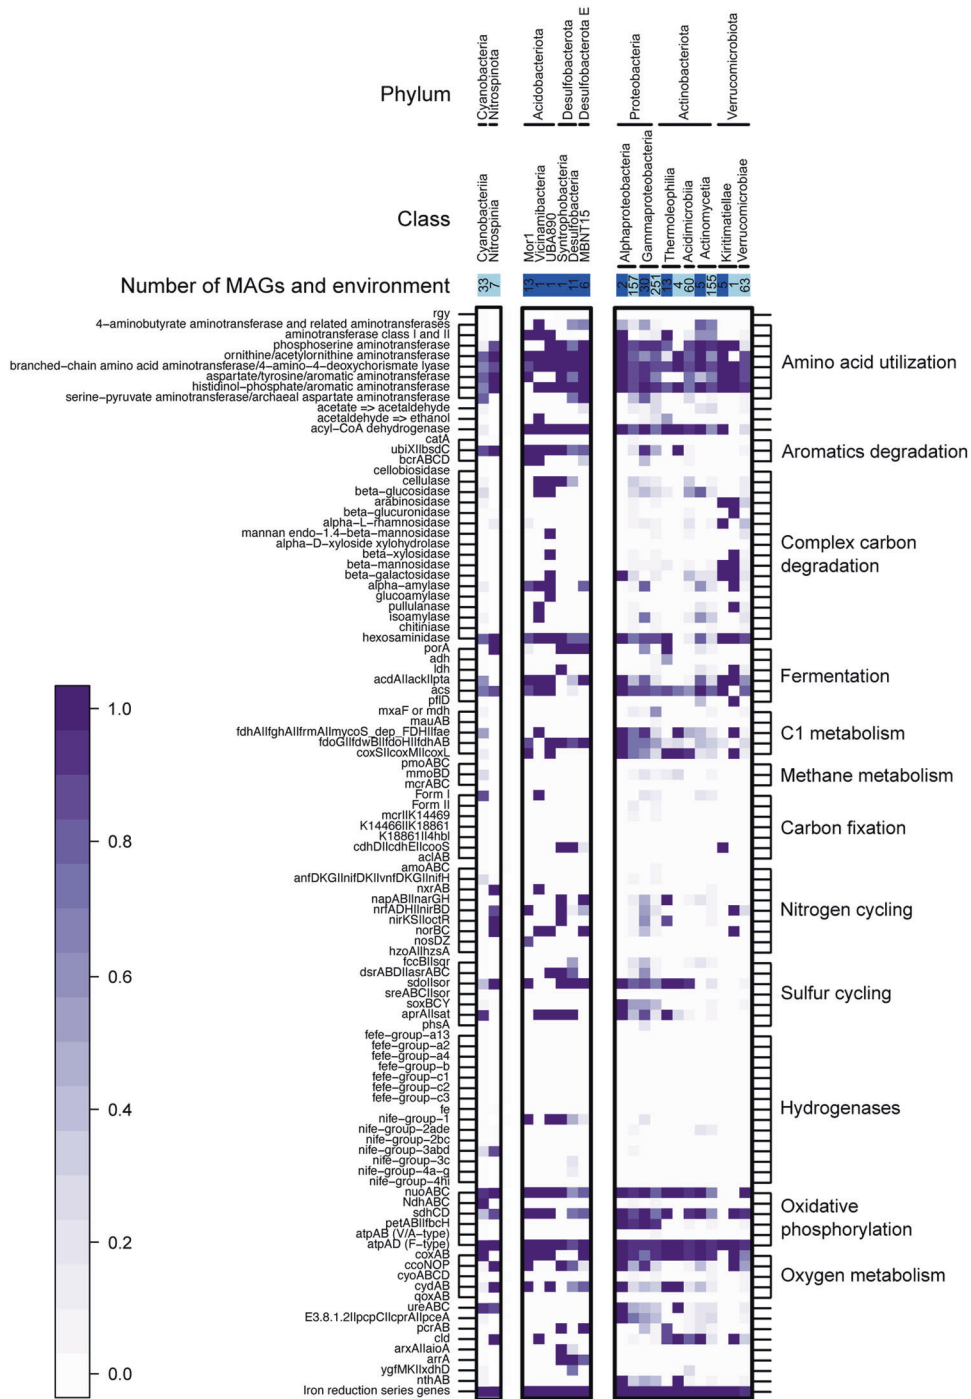 Phylum
Cyanobacteria
Nitrospinota
Acidobacteriota
Desulfobacterota
Desulfobacterota E
Proteobacteria
Actinobacteriota
Verrucomicrobiota
Class
Cyanobacteriia
Nitrospinia
Mor1
Vicinamibacteria
UBA890
Syntrophobacteria
Desulfobacteria
MBNT15
Alphaproteobacteria
Gammaproteobacteria
Thermoleophilia
Acidimicrobiia
Actinomycetia
Kiritimatiellae
Verrucomicrobiae
Number of MAGs and environment
33 7 13 1 1 1 11 6 2 157 30 251 13 4 60 5 155 5 1 63
rgy
4-aminobutyrate aminotransferase and related aminotransferases
aminotransferase class I and II
phosphoserine aminotransferase
ornithine/acetylornithine aminotransferase
branched-chain amino acid aminotransferase/4-amino-4-deoxychorismate lyase
aspartate/tyrosine/aromatic aminotransferase
histidinol-phosphate/aromatic aminotransferase
serine-pyruvate aminotransferase/archaeal aspartate aminotransferase
Amino acid utilization
acetate => acetaldehyde
acetaldehyde => ethanol
acyl-CoA dehydrogenase
catA
ubiXIIbsdC
bcrABCD
Aromatics degradation
cellobiosidase
cellulase
beta-glucosidase
arabinosidase
beta-glucuronidase
alpha-L-rhamnosidase
mannan endo-1.4-beta-mannosidase
alpha-D-xyloside xylohydrolase
beta-xylosidase
beta-mannosidase
beta-galactosidase
alpha-amylase
glucoamylase
pullulanase
isoamylase
chitiniase
hexosaminidase
Complex carbon
degradation
porA
adh
ldh
acdAIIackIIpta
acs
pflD
Fermentation
mxaF or mdh
mauAB
fdhAIIfghAIIfrmAIImycoS_dep_FDHIIfae
fdoGIIfdwBIIfdoHIIfdhAB
coxSIIcoxMIIcoxL
C1 metabolism
pmoABC
mmoBD
mcrABC
Methane metabolism
Form I
Form II
mcrIIK14469
K14466IIK18861
K18861II4hbl
cdhDIIcdhEIIcooS
aclAB
Carbon fixation
amoABC
anfDKGIInifDKIIvnfDKGIInifH
nxrAB
napABIInarGH
nrfADHIInirBD
nirKSIIoctR
norBC
nosDZ
hzoAIIhzsA
Nitrogen cycling
fccBIIsqr
dsrABDIIasrABC
sdoIIsor
sreABCIIsor
soxBCY
aprAIIsat
phsA
Sulfur cycling
fefe-group-a13
fefe-group-a2
fefe-group-a4
fefe-group-b
fefe-group-c1
fefe-group-c2
fefe-group-c3
fe
nife-group-1
nife-group-2ade
nife-group-2bc
nife-group-3abd
nife-group-3c
nife-group-4a-g
nife-group-4hi
Hydrogenases
nuoABC
NdhABC
sdhCD
petABIIfbcH
atpAB (V/A-type)
atpAD (F-type)
Oxidative
phosphorylation
coxAB
ccoNOP
cyoABCD
cydAB
qoxAB
Oxygen metabolism
ureABC
E3.8.1.2IIpcpCIIcprAIIpceA
pcrAB
cld
arxAIIaioA
arrA
ygfMKIIxdhD
nthAB
Iron reduction series genes
1.0
0.8
0.6
0.4
0.2
0.0